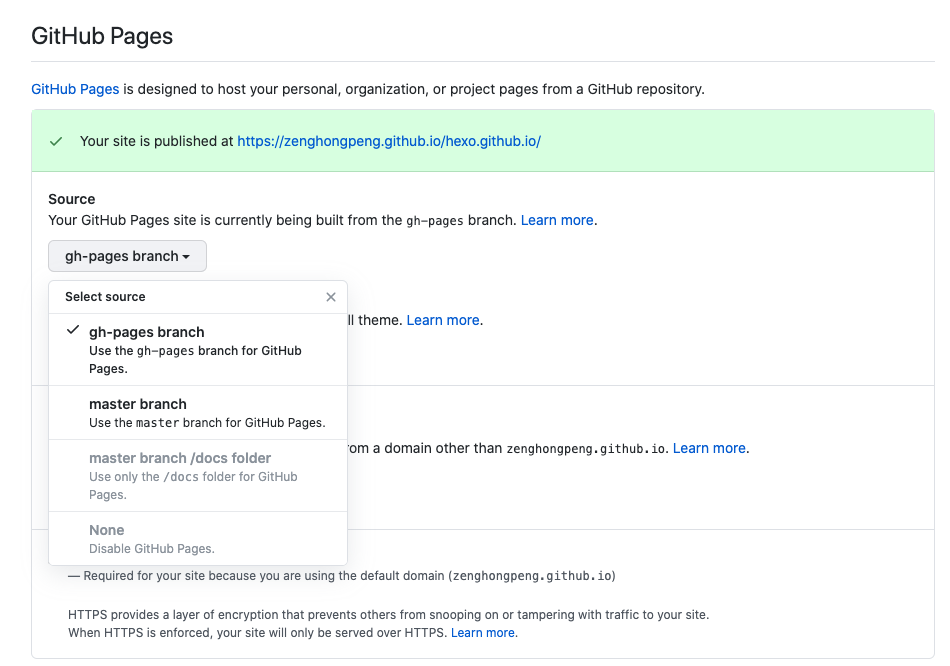 GitHub Pages
GitHub Pages is designed to host your personal, organization, or project pages from a GitHub repository.
Your site is published at https://zenghongpeng.github.io/hexo.github.io/
Source
Your GitHub Pages site is currently being built from the gh-pages branch. Learn more.
gh-pages branch
Select source
ll theme. Learn more.
gh-pages branch
Use the gh-pages branch for GitHub
Pages.
master branch
Use the master branch for GitHub Pages.
rom a domain other than zenghongpeng.github.io. Learn more.
master branch /docs folder
Use only the /docs folder for GitHub
Pages.
None
Disable GitHub Pages.
— Required for your site because you are using the default domain (zenghongpeng.github.io)
HTTPS provides a layer of encryption that prevents others from snooping on or tampering with traffic to your site.
When HTTPS is enforced, your site will only be served over HTTPS. Learn more.